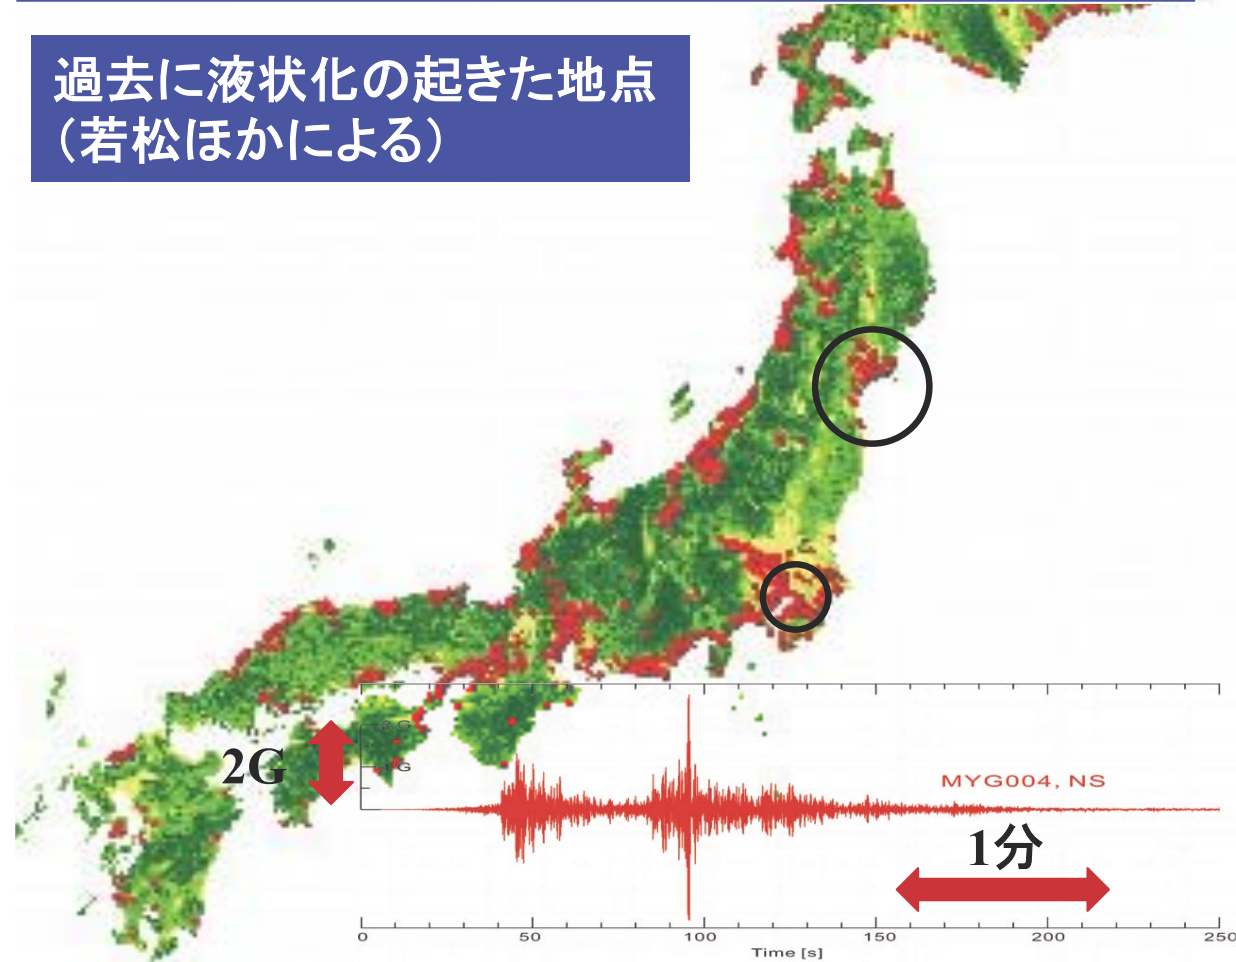 過去に液状化の起きた地点
（若松ほかによる）
2G
2G
1G
MYG004, NS
1分
0
50
100
150
200
250
Time [s]